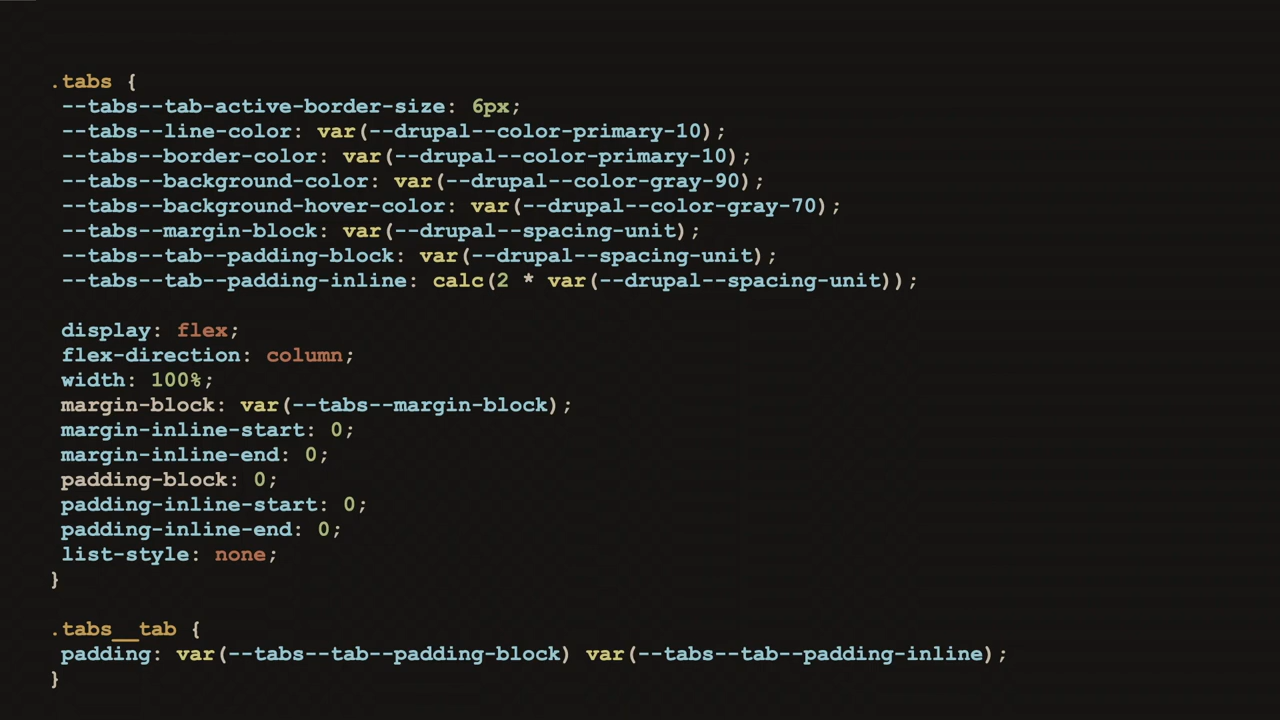 .tabs {
--tabs--tab-active-border-size: 6px;
--tabs--line-color: var(--drupal--color-primary-10);
--tabs--border-color: var(--drupal--color-primary-10);
--tabs--background-color: var(--drupal--color-gray-90);
--tabs--background-hover-color: var(--drupal--color-gray-70);
--tabs--margin-block: var(--drupal--spacing-unit);
--tabs--tab--padding-block: var(--drupal--spacing-unit);
--tabs--tab--padding-inline: calc(2 * var(--drupal--spacing-unit));
display: flex;
flex-direction: column;
width: 100%;
margin-block: var(--tabs--margin-block);
margin-inline-start: 0;
margin-inline-end: 0;
padding-block: 0;
padding-inline-start: 0;
padding-inline-end: 0;
list-style: none;
}
.tabs__tab {
padding: var(--tabs--tab--padding-block) var(--tabs--tab--padding-inline);
}